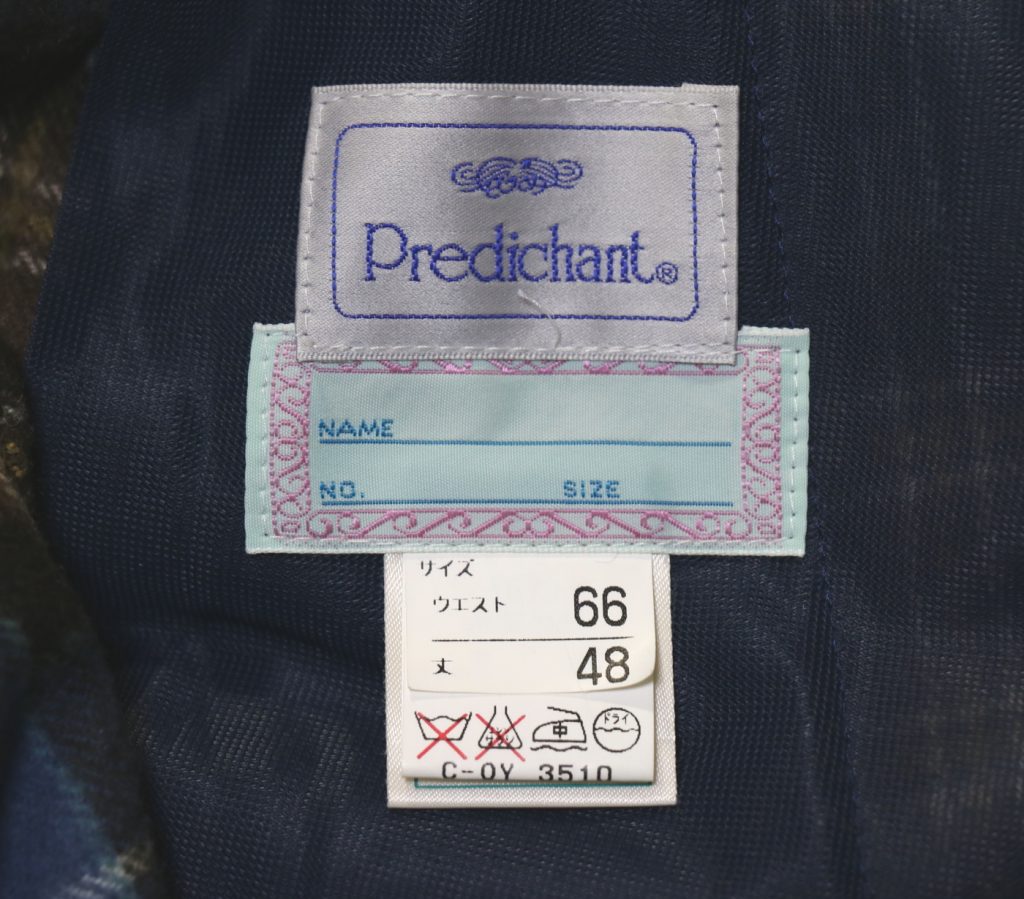 Predichant®
NAME
NO. SIZE
サイズ
ウエスト 66
丈 48
中 ドライ
C-OY 3510